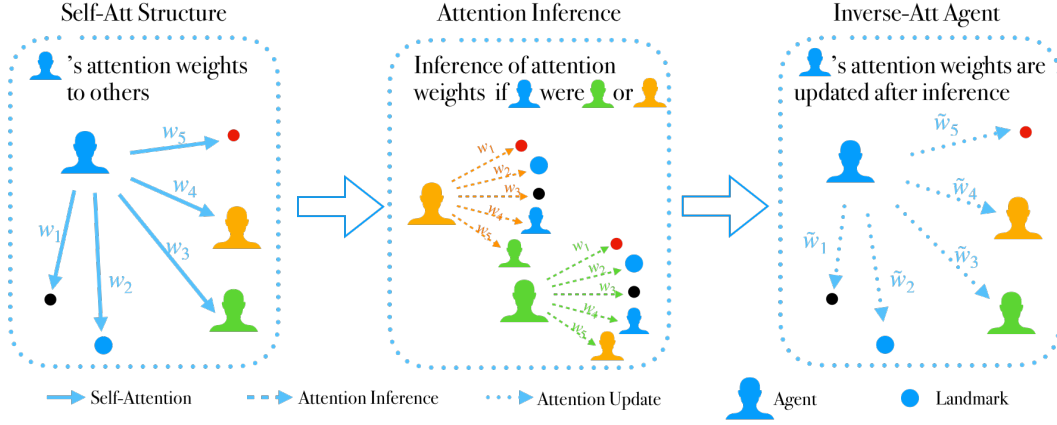 Self-Att Structure
Attention Inference
Inverse-Att Agent
's attention weights
to others
w₅
w₄
w₁
w₃
w₂
Inference of attention
weights if were or
w₁
w₂
w₃
w₄
w₅
w₁
w₂
w₃
w₄
w₅
's attention weights are
updated after inference
w̃₅
w̃₄
w̃₁
w̃₃
w̃₂
Self-Attention
Attention Inference
Attention Update
Agent
Landmark